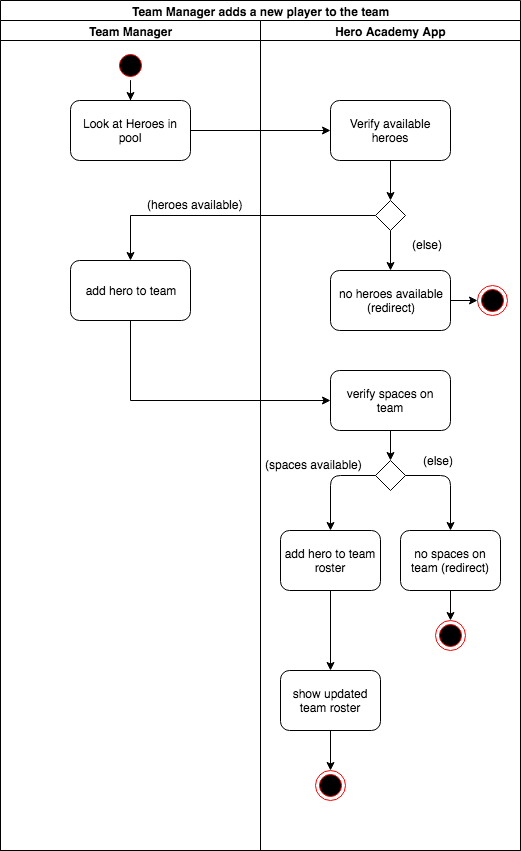 Team Manager adds a new player to the team
Team Manager
Hero Academy App
Look at Heroes in
pool
Verify available
heroes
(heroes available)
(else)
add hero to team
no heroes available
(redirect)
verify spaces on
team
(spaces available)
(else)
add hero to team
roster
no spaces on
team (redirect)
show updated
team roster